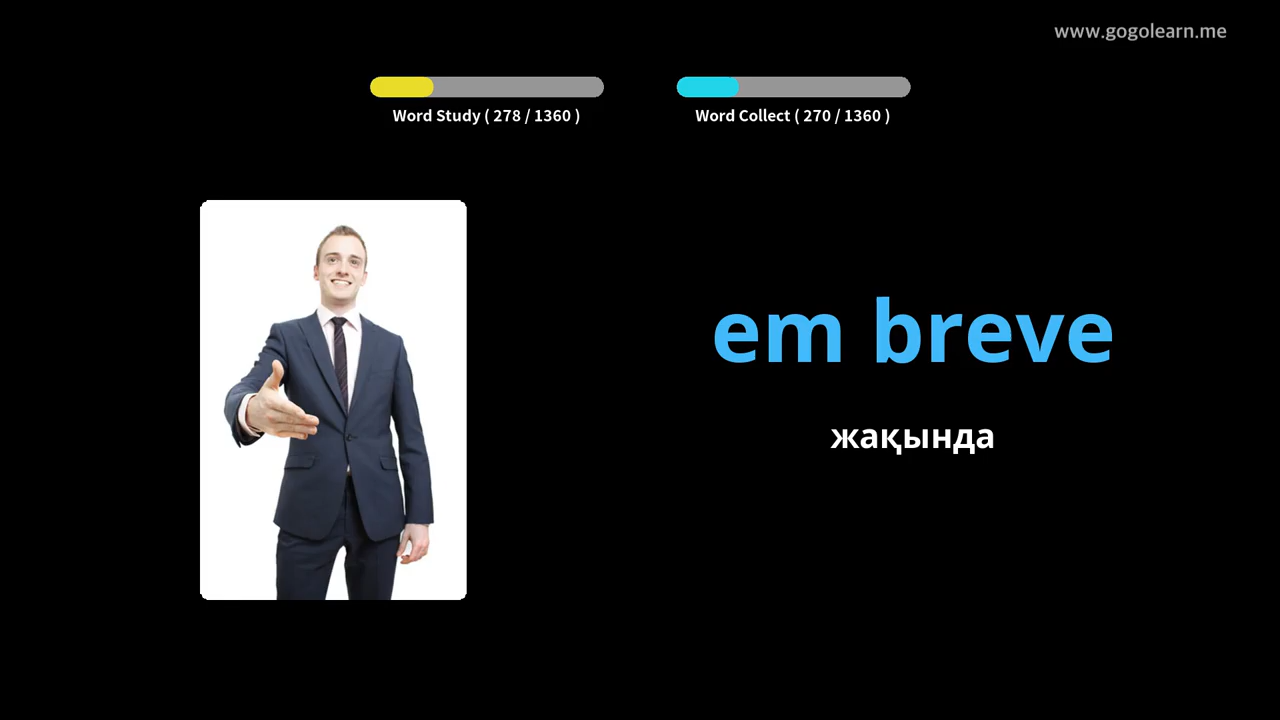 www.gogolearn.me
Word Study ( 278 / 1360 )
Word Collect ( 270 / 1360 )
em breve
жақында